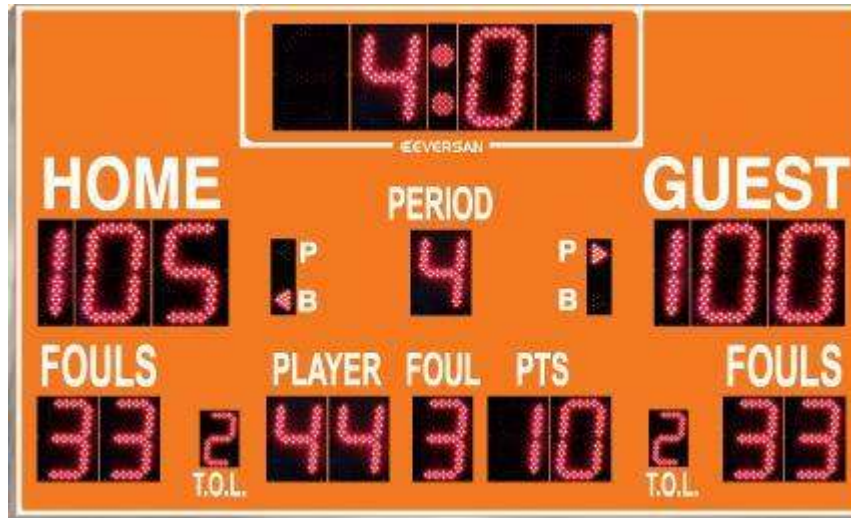 4:01
EVERSAN
HOME PERIOD GUEST
105 P 4 P 100
B B
FOULS PLAYER FOUL PTS FOULS
33 2 44 3 10 2 33
T.O.L. T.O.L.